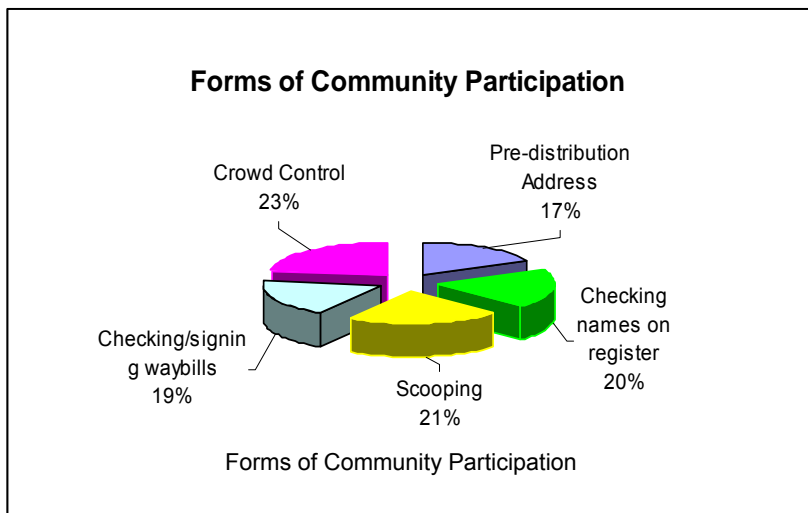 Forms of Community Participation
Pre-distribution
Address
17%
Crowd Control
23%
Checking
names on
register
20%
Checking/signin
g waybills
19%
Scooping
21%
Forms of Community Participation